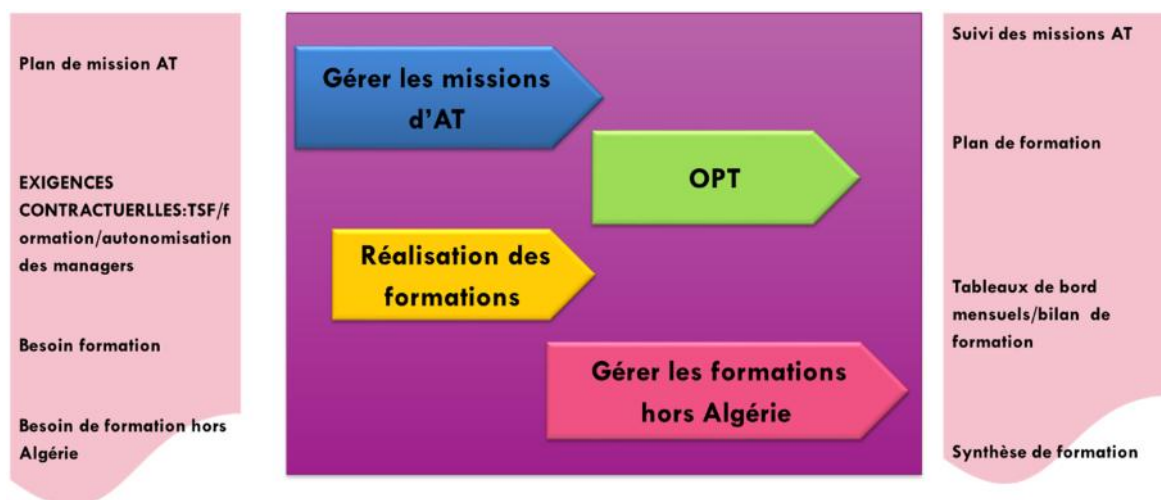 Plan de mission AT
EXIGENCES
CONTRACTUERLLES:TSF/f
ormation/autonomisation
des managers
Besoin formation
Besoin de formation hors
Algérie
Gérer les missions
d'AT
OPT
Réalisation des
formations
Gérer les formations
hors Algérie
Suivi des missions AT
Plan de formation
Tableaux de bord
mensuels/bilan de
formation
Synthèse de formation